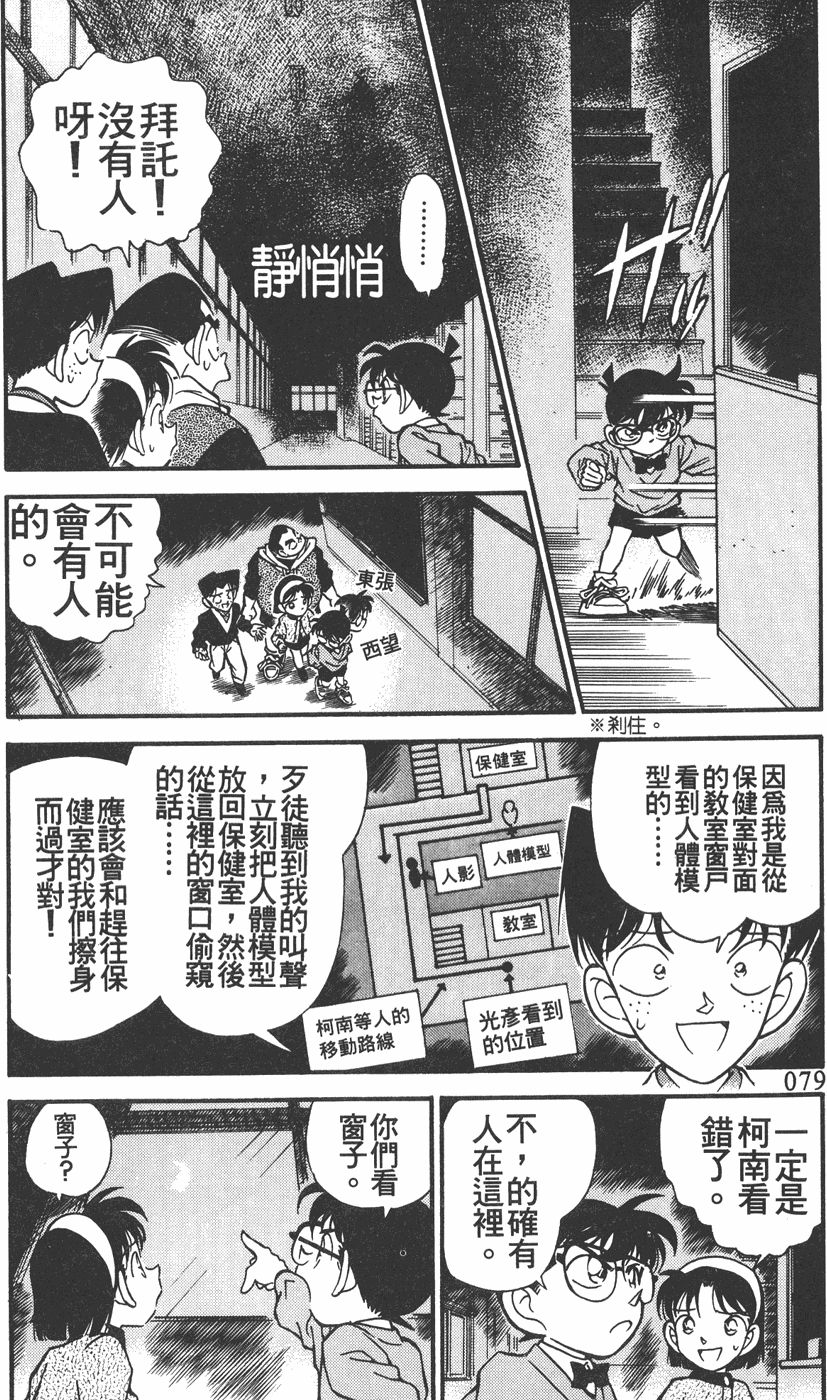 ザザッ
……
靜悄悄
拜託！
沒有人
呀！
※剎住。
不可能
會有人
的。
東張
西望
因為我是從
保健室對面
的教室窗戶
看到人體模
型的……
保健室
人體模型
人影
教室
光彥看到
的位置
柯南等人的
移動路線
歹徒聽到我的叫聲
，立刻把人體模型
放回保健室，然後
從這裡的窗口偷窺
的話……
應該會和趕往保
健室的我們擦身
而過才對！
079
一定是
柯南看
錯了。
不，的確有
人在這裡。
你們看
窗子。
窗子？